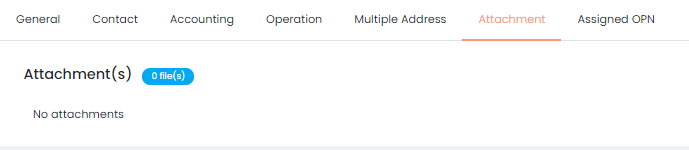 General Contact Accounting Operation Multiple Address Attachment Assigned OPN
Attachment(s) 0 file(s)
No attachments